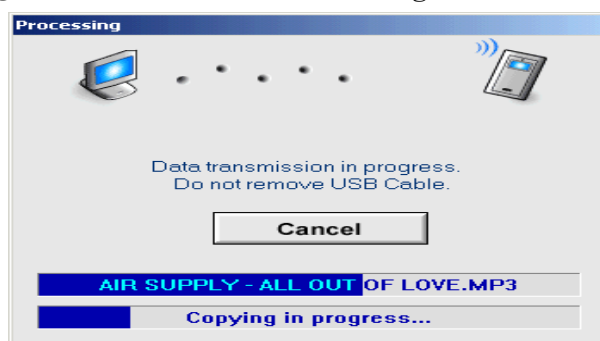 Processing
Data transmission in progress.
Do not remove USB Cable.
Cancel
AIR SUPPLY - ALL OUT OF LOVE.MP3
Copying in progress...